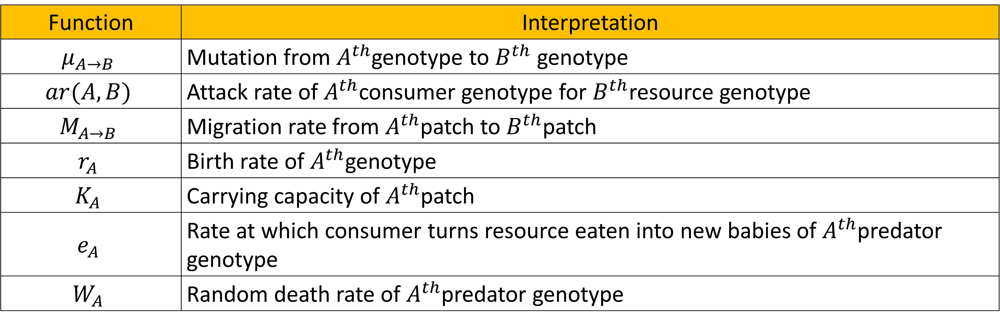 Function Interpretation
μ_{A→B} Mutation from A^{th} genotype to B^{th} genotype
ar(A, B) Attack rate of A^{th} consumer genotype for B^{th} resource genotype
M_{A→B} Migration rate from A^{th} patch to B^{th} patch
r_A Birth rate of A^{th} genotype
K_A Carrying capacity of A^{th} patch
e_A Rate at which consumer turns resource eaten into new babies of A^{th} predator
genotype
W_A Random death rate of A^{th} predator genotype